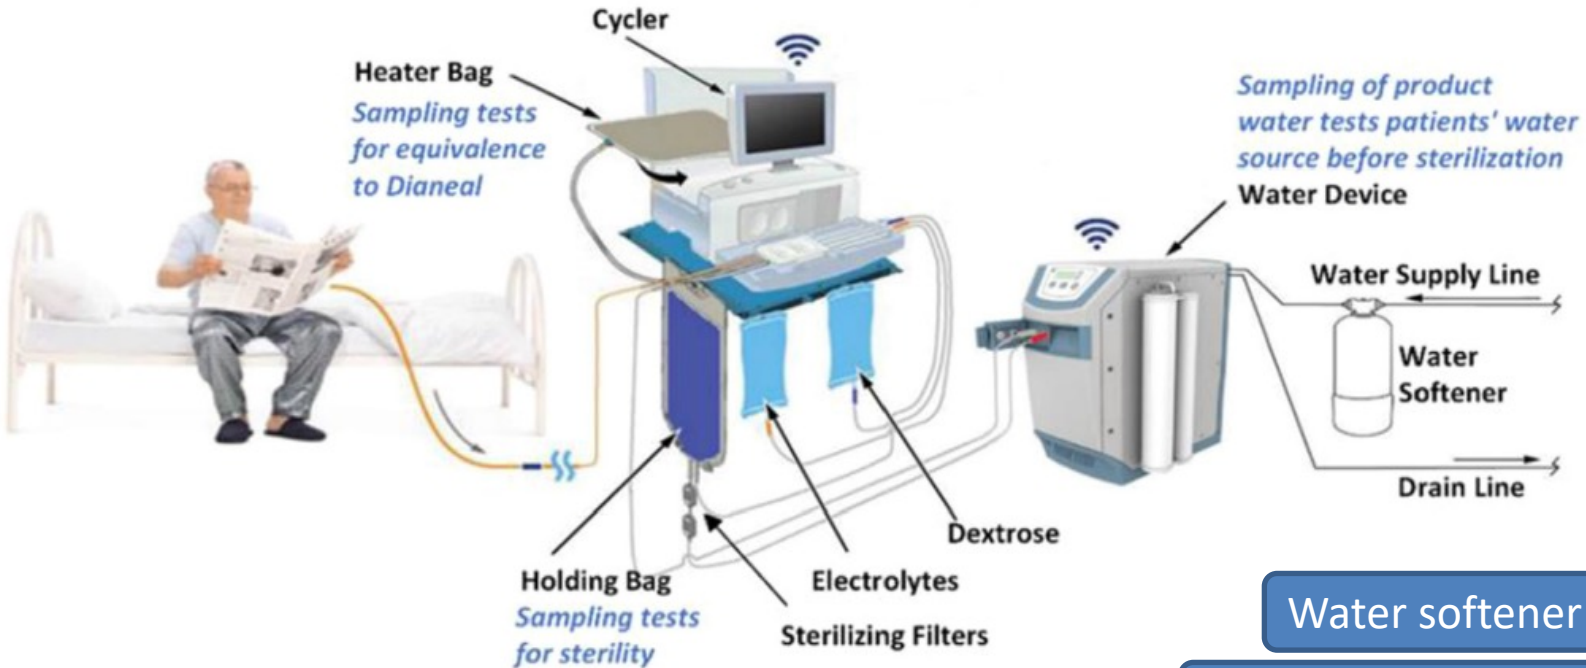 Cycler
Heater Bag
Sampling tests
for equivalence
to Dianeal
Sampling of product
water tests patients' water
source before sterilization
Water Device
Water Supply Line
Water
Softener
Drain Line
Dextrose
Electrolytes
Sterilizing Filters
Holding Bag
Sampling tests
for sterility
Water softener